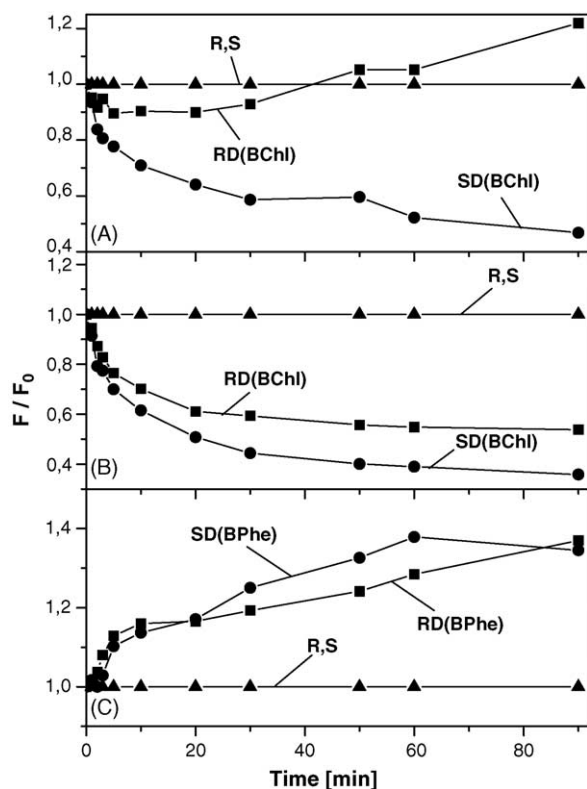 1,2
R,S
1,0
RD(BChl)
0,8
SD(BChl)
0,6
0,4
(A)
1,2
R,S
1,0
RD(BChl)
0,8
0,6
SD(BChl)
0,4
(B)
F / F0
1,4
SD(BPhe)
1,2
RD(BPhe)
R,S
1,0
(C)
0 20 40 60 80
Time [min]